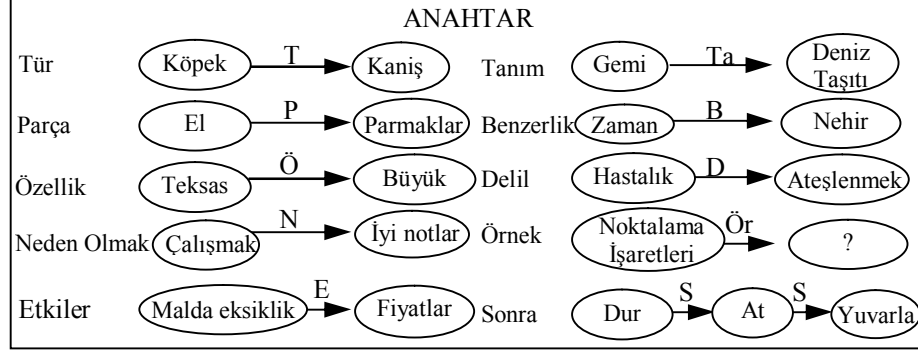 ANAHTAR
Tür Köpek T Kaniş Tanım Gemi Ta Deniz Taşıtı
Parça El P Parmaklar Benzerlik Zaman B Nehir
Özellik Teksas Ö Büyük Delil Hastalık D Ateşlenmek
Neden Olmak Çalışmak N İyi notlar Örnek Noktalama İşaretleri Ör ?
Etkiler Malda eksiklik E Fiyatlar Sonra Dur S At S Yuvarla